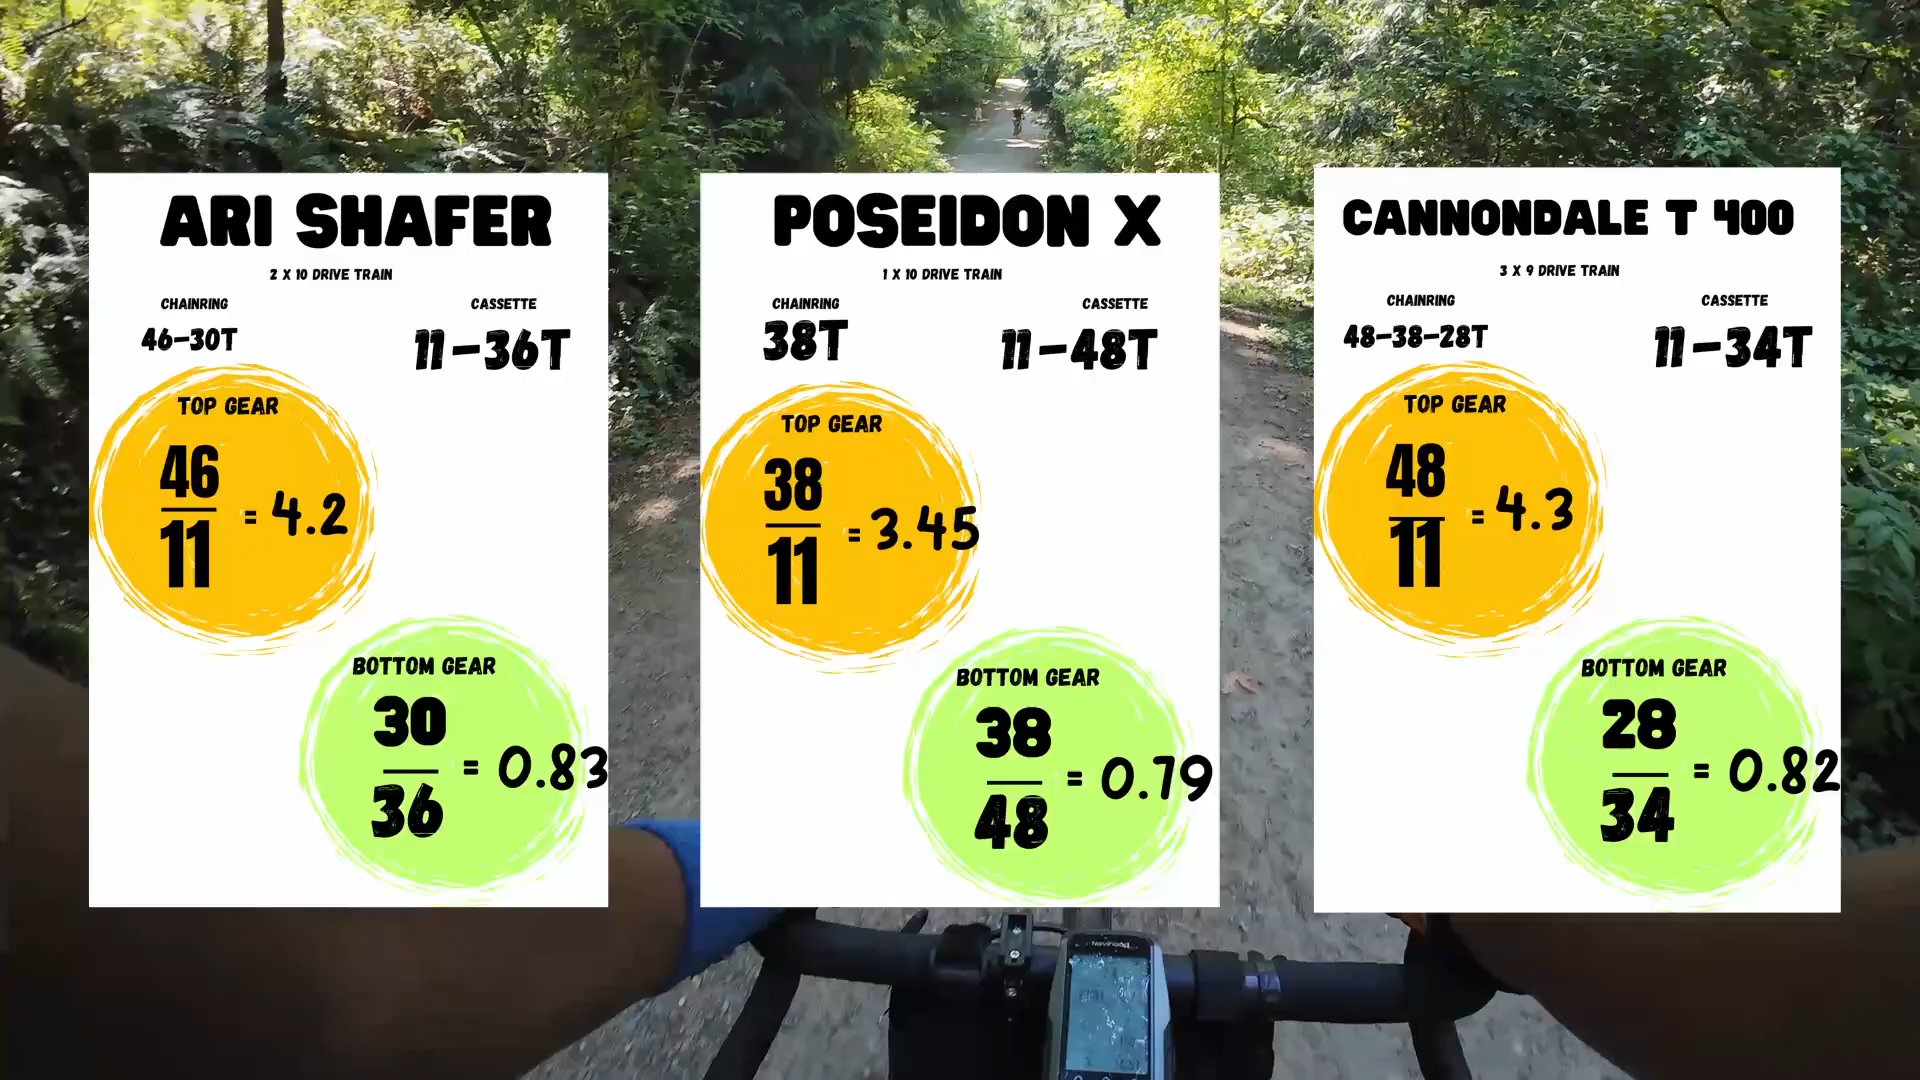 ARI SHAFER
2 X 10 DRIVE TRAIN
CHAINRING
CASSETTE
46-30T
11-36T
TOP GEAR
46
11
= 4.2
BOTTOM GEAR
30
36
= 0.83
POSEIDON X
1 X 10 DRIVE TRAIN
CHAINRING
CASSETTE
38T
11-48T
TOP GEAR
38
11
= 3.45
BOTTOM GEAR
38
48
= 0.79
CANNONDALE T 400
3 X 9 DRIVE TRAIN
CHAINRING
CASSETTE
48-38-28T
11-34T
TOP GEAR
48
11
= 4.3
BOTTOM GEAR
28
34
= 0.82